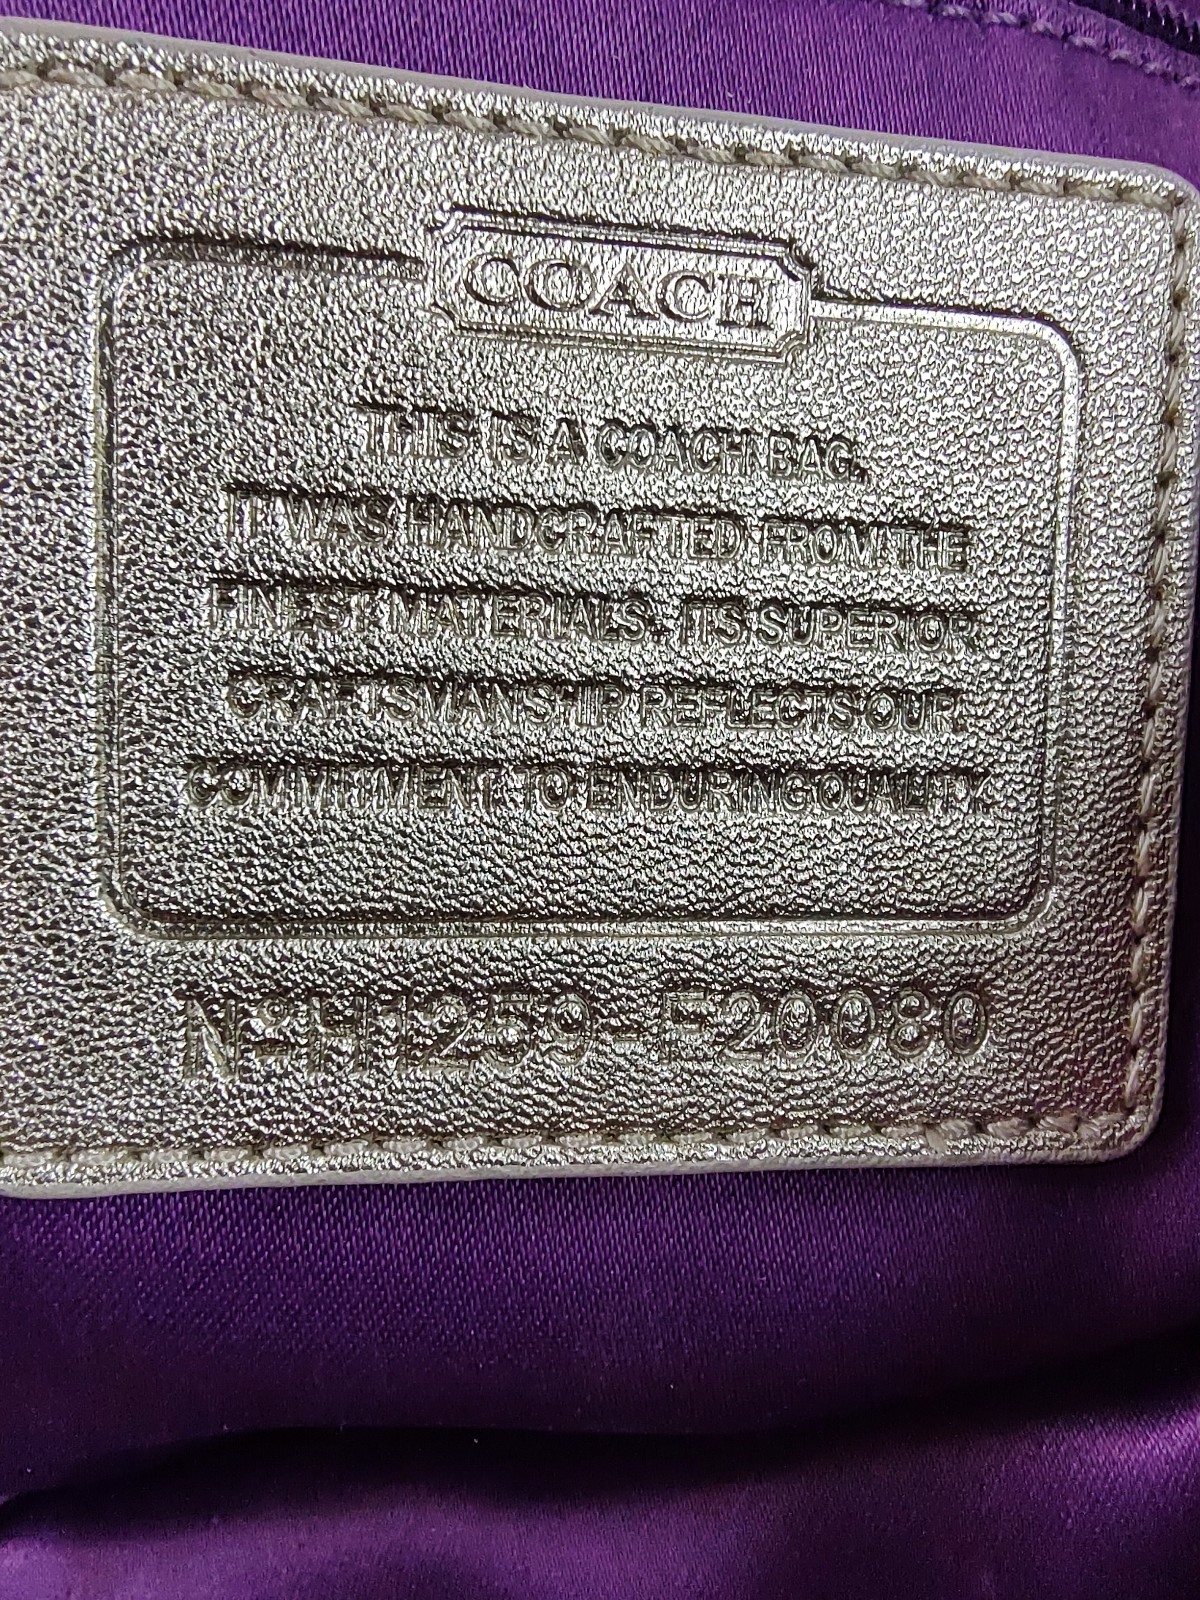 COACH
THIS IS A COACH BAG.
IT WAS HANDCRAFTED FROM THE
FINEST MATERIALS. ITS SUPERIOR
CRAFTSMANSHIP REFLECTS OUR
COMMITMENT TO ENDURING QUALITY.
Nº H1259-F20080